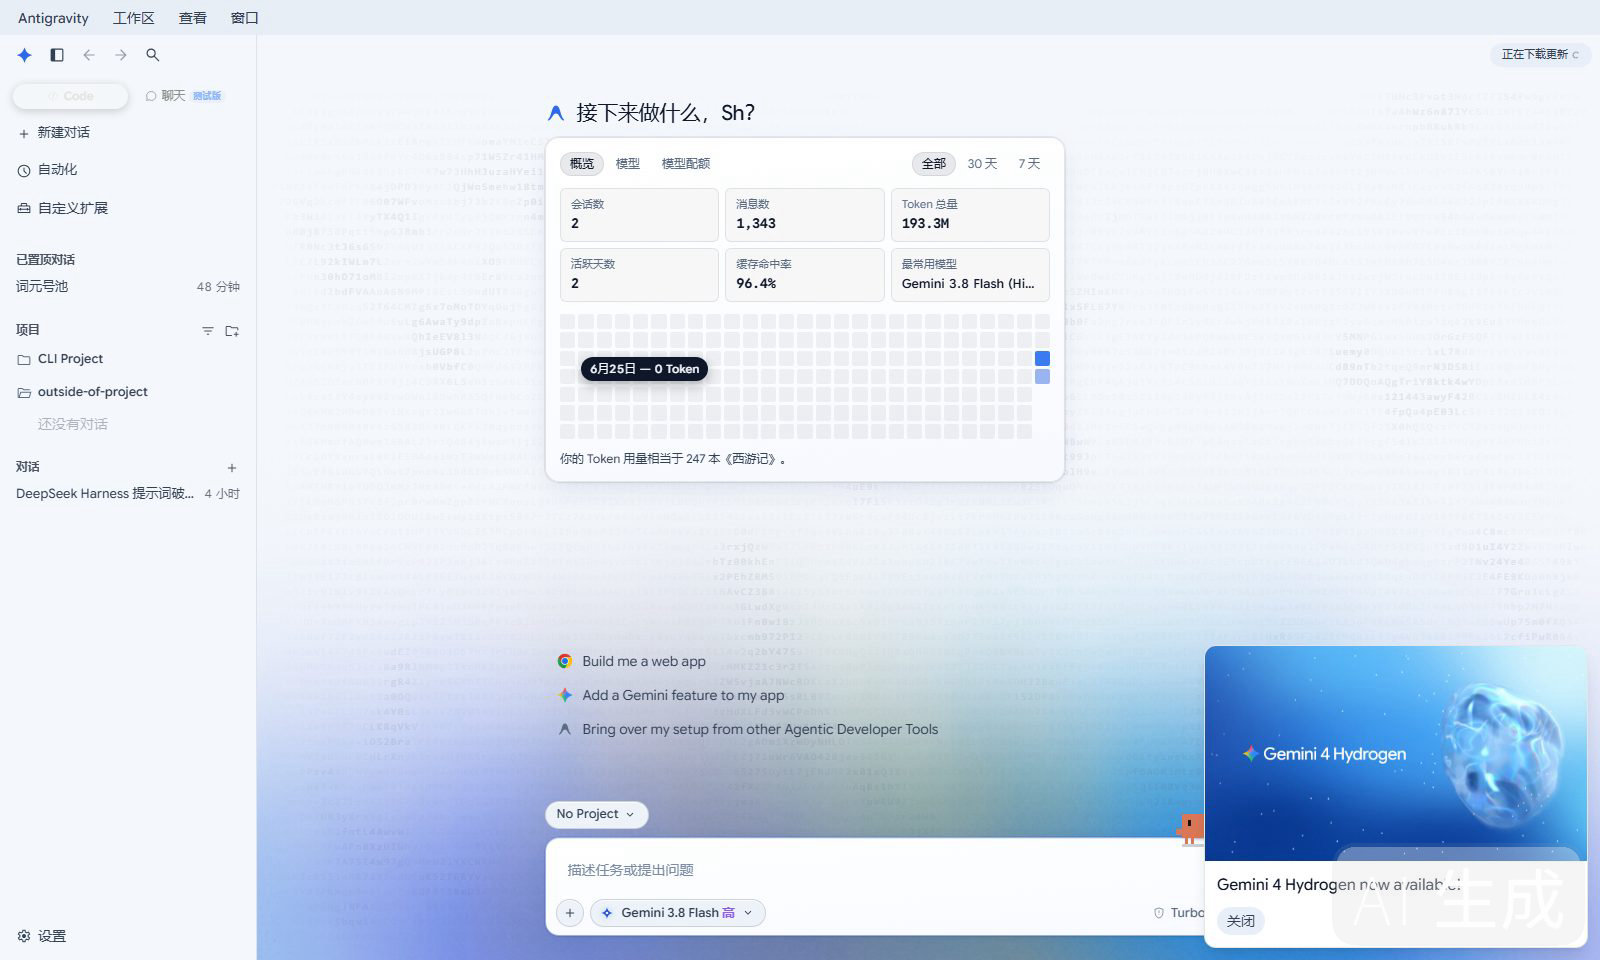 Antigravity 工作区 查看 窗口
正在下载更新
Code 聊天 测试版
新建对话
自动化
自定义扩展
已置顶对话
词元号池 48 分钟
项目
CLI Project
outside-of-project
还没有对话
对话
DeepSeek Harness 提示词破... 4 小时
设置
接下来做什么，Sh?
概览 模型 模型配额 全部 30 天 7 天
会话数 消息数 Token 总量
2 1,343 193.3M
活跃天数 缓存命中率 最常用模型
2 96.4% Gemini 3.8 Flash (Hi...
6月25日 — 0 Token
你的 Token 用量相当于 247 本《西游记》。
Build me a web app
Add a Gemini feature to my app
Bring over my setup from other Agentic Developer Tools
No Project
描述任务或提出问题
Gemini 3.8 Flash 高 Turbo
Gemini 4 Hydrogen
Gemini 4 Hydrogen now available!
关闭
AI 生成